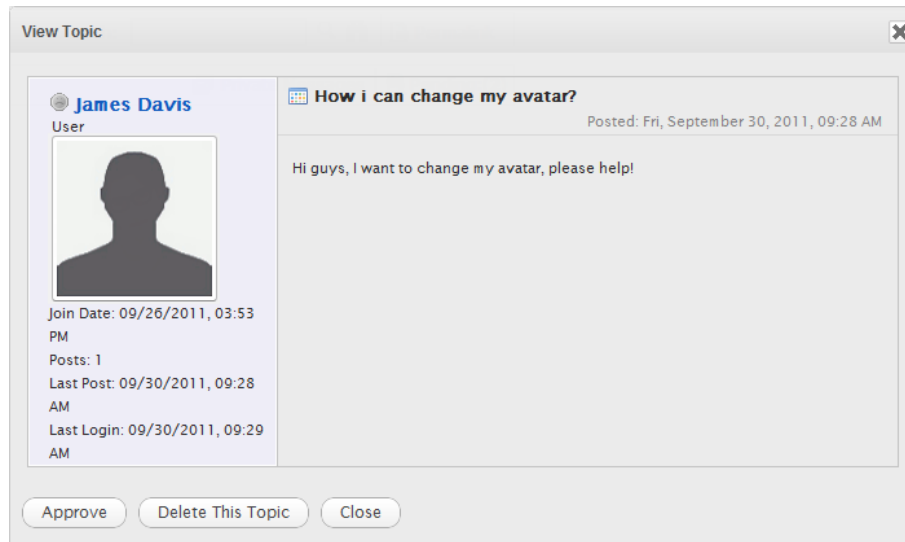 View Topic
James Davis
User
Join Date: 09/26/2011, 03:53
PM
Posts: 1
Last Post: 09/30/2011, 09:28
AM
Last Login: 09/30/2011, 09:29
AM
How i can change my avatar?
Posted: Fri, September 30, 2011, 09:28 AM
Hi guys, I want to change my avatar, please help!
Approve Delete This Topic Close